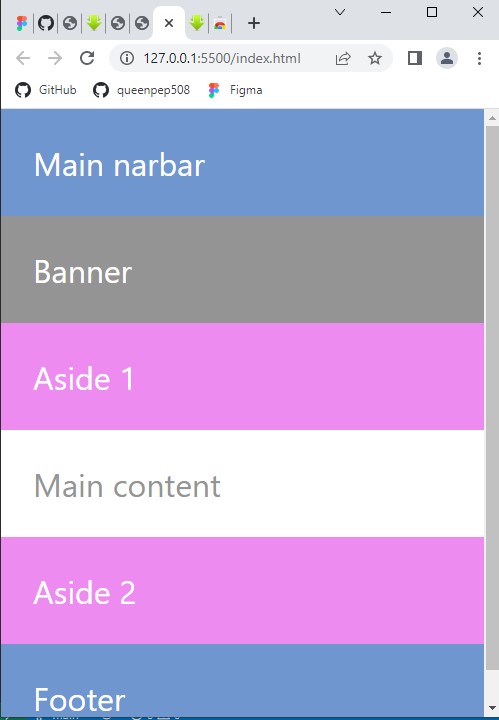 127.0.0.1:5500/index.html
GitHub queenpep508 Figma
Main narbar
Banner
Aside 1
Main content
Aside 2
Footer